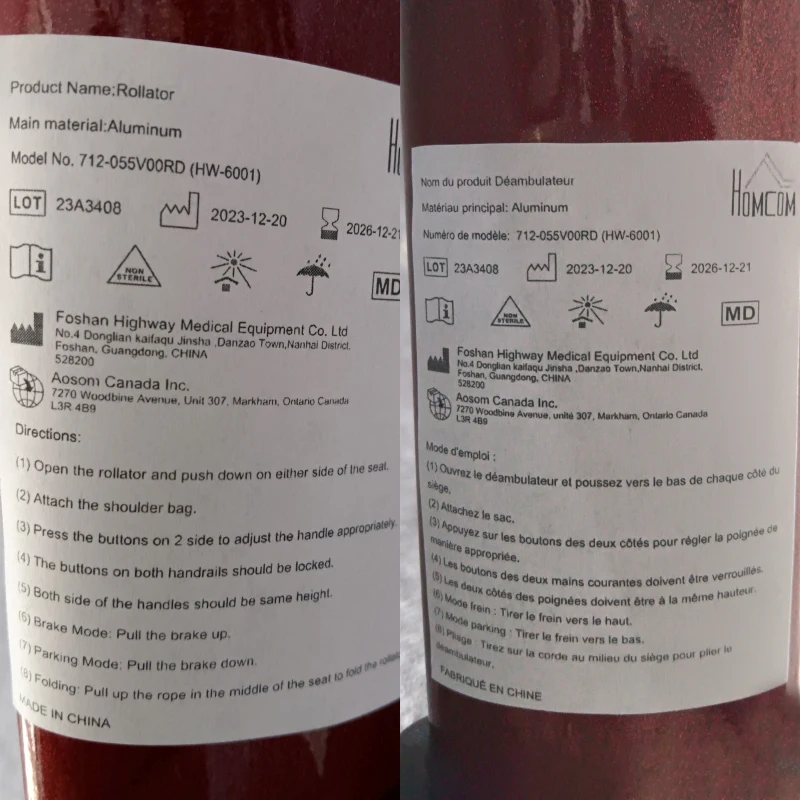 Product Name:Rollator
Main material:Aluminum
Model No. 712-055V00RD (HW-6001)
LOT 23A3408 2023-12-20 2026-12-21
NON STERILE
MD
Foshan Highway Medical Equipment Co. Ltd
No.4 Donglian kaifaqu Jinsha ,Danzao Town,Nanhai District,
Foshan, Guangdong, CHINA
528200
Aosom Canada Inc.
7270 Woodbine Avenue, Unit 307, Markham, Ontario Canada
L3R 4B9
Directions:
(1) Open the rollator and push down on either side of the seat.
(2) Attach the shoulder bag.
(3) Press the buttons on 2 side to adjust the handle appropriately.
(4) The buttons on both handrails should be locked.
(5) Both side of the handles should be same height.
(6) Brake Mode: Pull the brake up.
(7) Parking Mode: Pull the brake down.
(8) Folding: Pull up the rope in the middle of the seat to fold the
MADE IN CHINA
HOMCOM
Nom du produit Déambulateur
Matériau principal: Aluminum
Numéro de modèle: 712-055V00RD (HW-6001)
LOT 23A3408 2023-12-20 2026-12-21
NON STERILE
MD
Foshan Highway Medical Equipment Co. Ltd
No.4 Donglian kaifaqu Jinsha ,Danzao Town,Nanhai District,
Foshan, Guangdong, CHINA
528200
Aosom Canada Inc.
7270 Woodbine Avenue, unité 307, Markham, Ontario Canada
L3R 4B9
Mode d'emploi :
(1) Ouvrez le déambulateur et poussez vers le bas de chaque côté du
siège.
(2) Attachez le sac.
(3) Appuyez sur les boutons des deux côtés pour régler la poignée de
manière appropriée.
(4) Les boutons des deux mains courantes doivent être verrouillés.
(5) Les deux côtés des poignées doivent être à la même hauteur.
(6) Mode frein : Tirer le frein vers le haut.
(7) Mode parking : Tirer le frein vers le bas.
(8) Pliage : Tirez sur la corde au milieu du siège pour plier le
déambulateur.
FABRIQUÉ EN CHINE